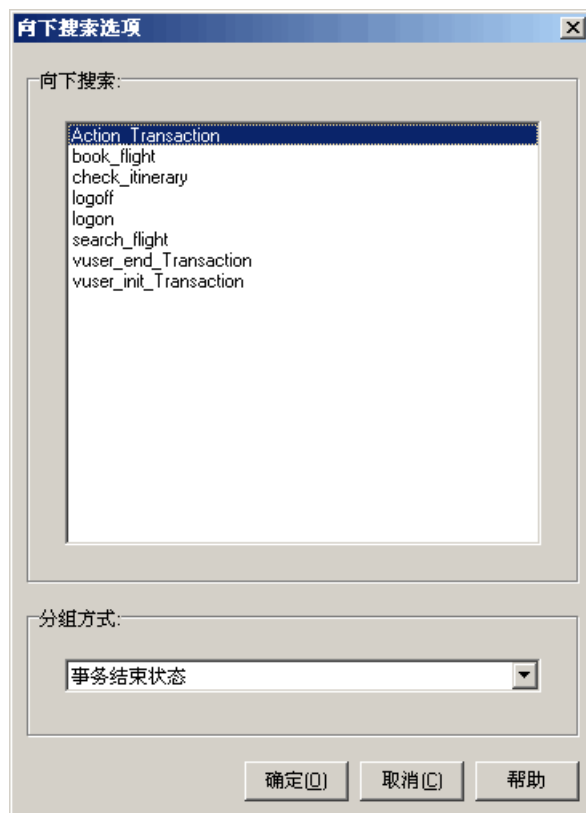 向下搜索选项
向下搜索:
Action_Transaction
book_flight
check_itinerary
logoff
logon
search_flight
vuser_end_Transaction
vuser_init_Transaction
分组方式:
事务结束状态
确定(O) 取消(C) 帮助